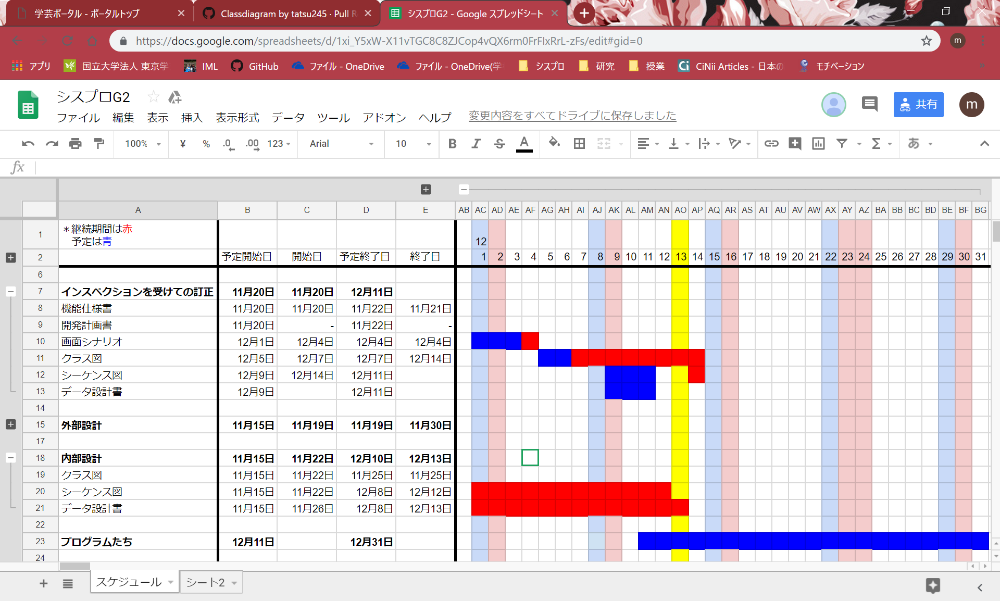 学芸ポータル - ポータルトップ
Classdiagram by tatsu245 · Pull R
シスプロG2 - Google スプレッドシート
https://docs.google.com/spreadsheets/d/1xi_Y5xW-X11vTGC8C8ZJCop4vQX6rm0FrFIxRrL-zFs/edit#gid=0
m
アプリ 国立大学法人 東京学 IML GitHub ファイル - OneDrive ファイル - OneDrive(学 シスプロ 研究 授業 CiNii Articles - 日本の モチベーション
シスプロG2
共有
m
ファイル 編集 表示 挿入 表示形式 データ ツール アドオン ヘルプ 変更内容をすべてドライブに保存しました
100% ¥ % .0 .00 123 Arial 10 B I S A Σ あ
fx
A B C D E AB AC AD AE AF AG AH AI AJ AK AL AM AN AO AP AQ AR AS AT AU AV AW AX AY AZ BA BB BC BD BE BF BG
1 ＊継続期間は赤
予定は青 12
2 予定開始日 開始日 予定終了日 終了日 1 2 3 4 5 6 7 8 9 10 11 12 13 14 15 16 17 18 19 20 21 22 23 24 25 26 27 28 29 30 31
6
7 インスペクションを受けての訂正 11月20日 11月20日 12月11日
8 機能仕様書 11月20日 11月20日 11月22日 11月21日
9 開発計画書 11月20日 - 11月22日 -
10 画面シナリオ 12月1日 12月4日 12月4日 12月4日
11 クラス図 12月5日 12月7日 12月7日 12月14日
12 シーケンス図 12月9日 12月14日 12月11日
13 データ設計書 12月9日 12月11日
14
15 外部設計 11月15日 11月19日 11月19日 11月30日
17
18 内部設計 11月15日 11月22日 12月10日 12月13日
19 クラス図 11月15日 11月22日 11月25日 11月25日
20 シーケンス図 11月15日 11月22日 12月8日 12月12日
21 データ設計書 11月15日 11月26日 12月8日 12月13日
22
23 プログラムたち 12月11日 12月31日
24
スケジュール シート2